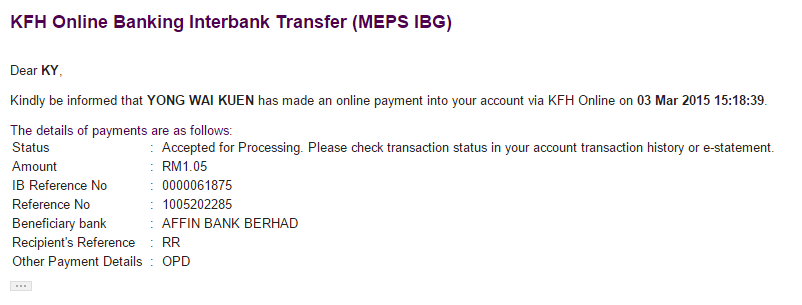 KFH Online Banking Interbank Transfer (MEPS IBG)
Dear KY,
Kindly be informed that YONG WAI KUEN has made an online payment into your account via KFH Online on 03 Mar 2015 15:18:39.
The details of payments are as follows:
Status : Accepted for Processing. Please check transaction status in your account transaction history or e-statement.
Amount : RM1.05
IB Reference No : 0000061875
Reference No : 1005202285
Beneficiary bank : AFFIN BANK BERHAD
Recipient's Reference : RR
Other Payment Details : OPD